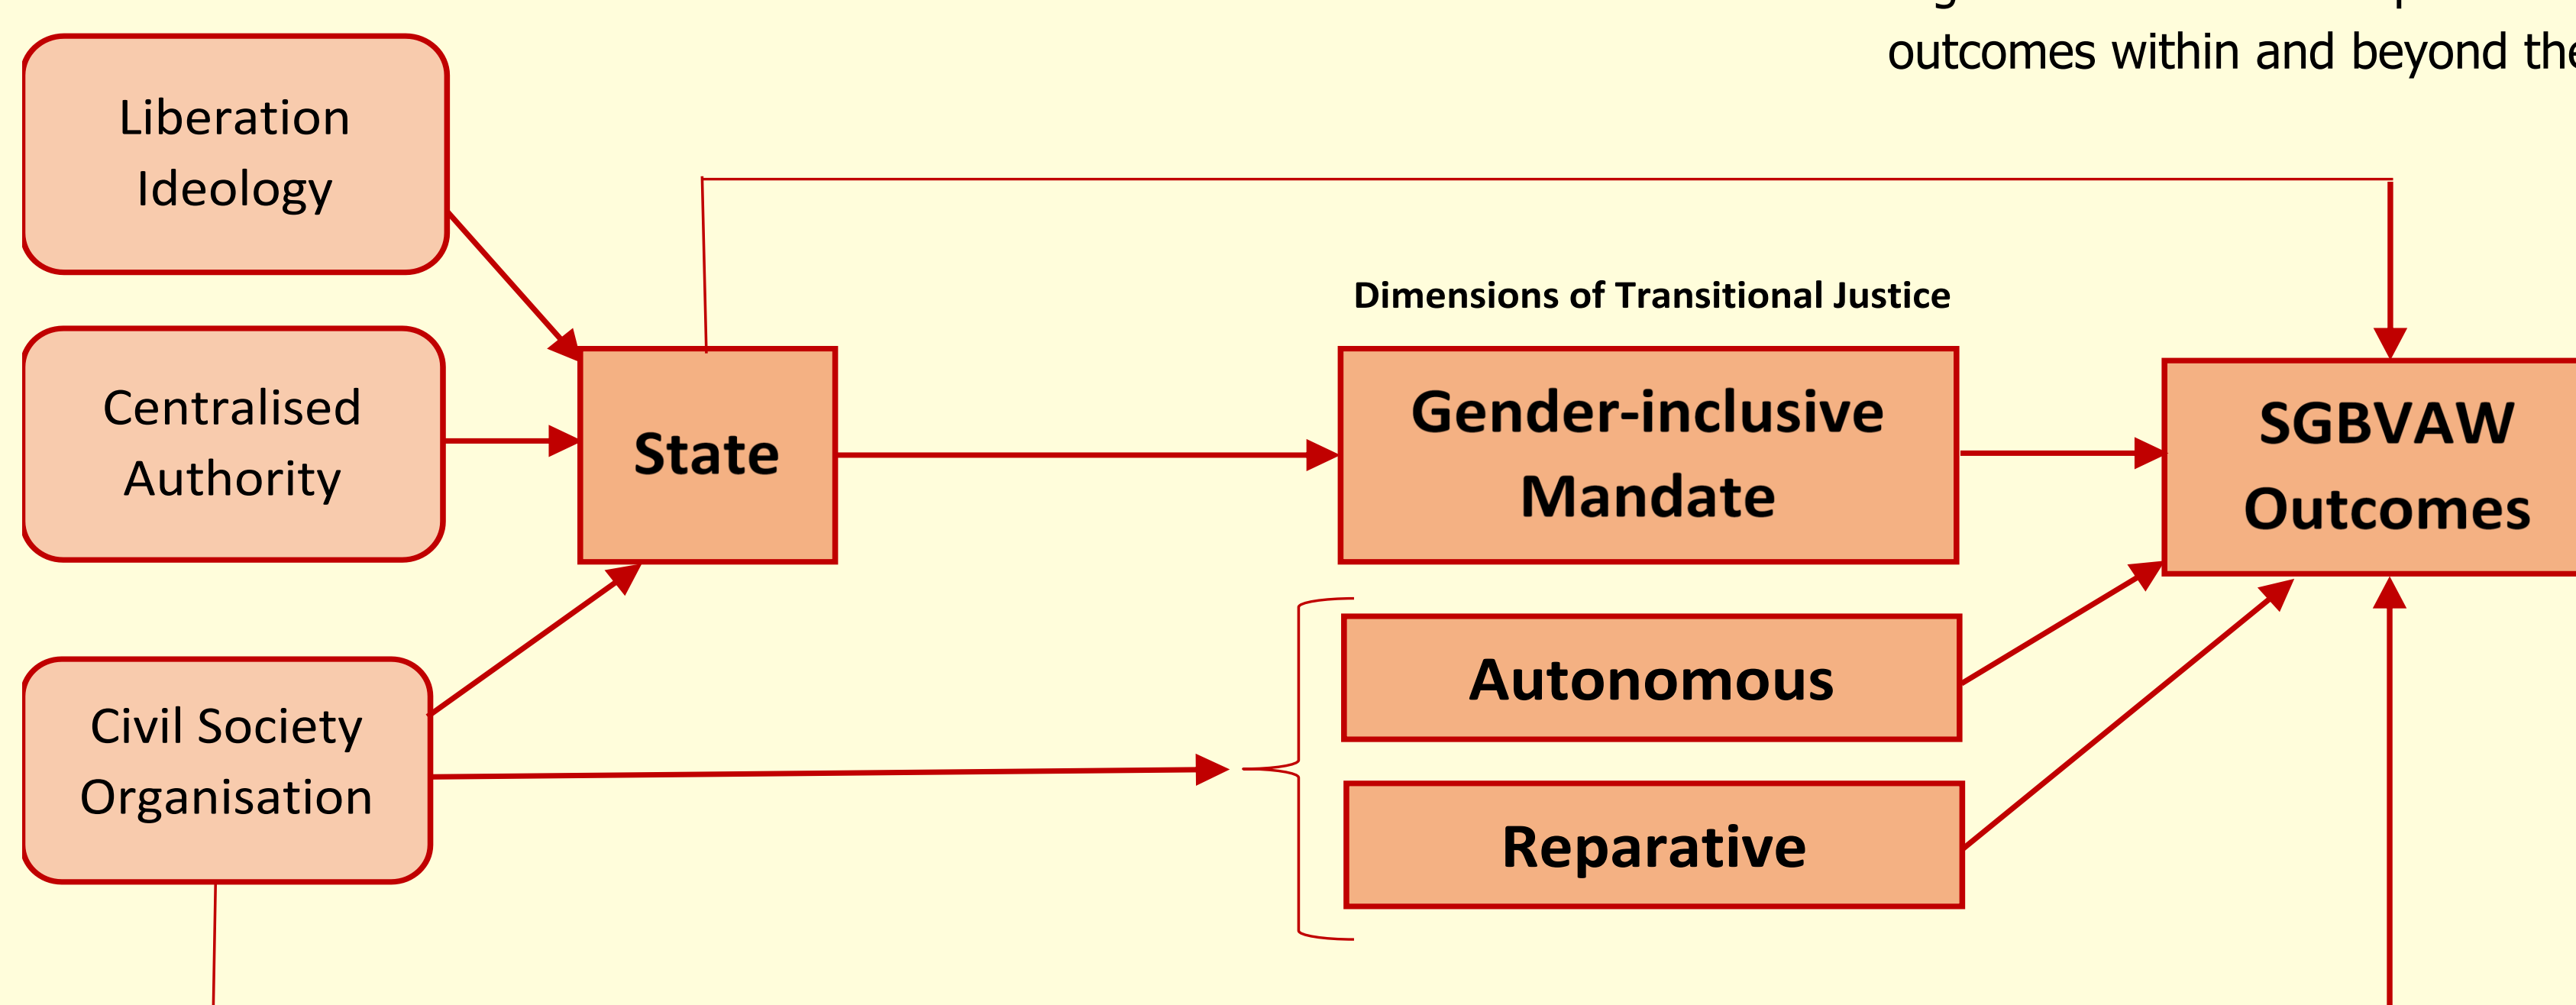 outcomes within and beyond
Liberation
Ideology
Dimensions of Transitional Justice
Centralised
Authority
State
Gender-inclusive
Mandate
SGBVAW
Outcomes
Civil Society
Organisation
Autonomous
Reparative